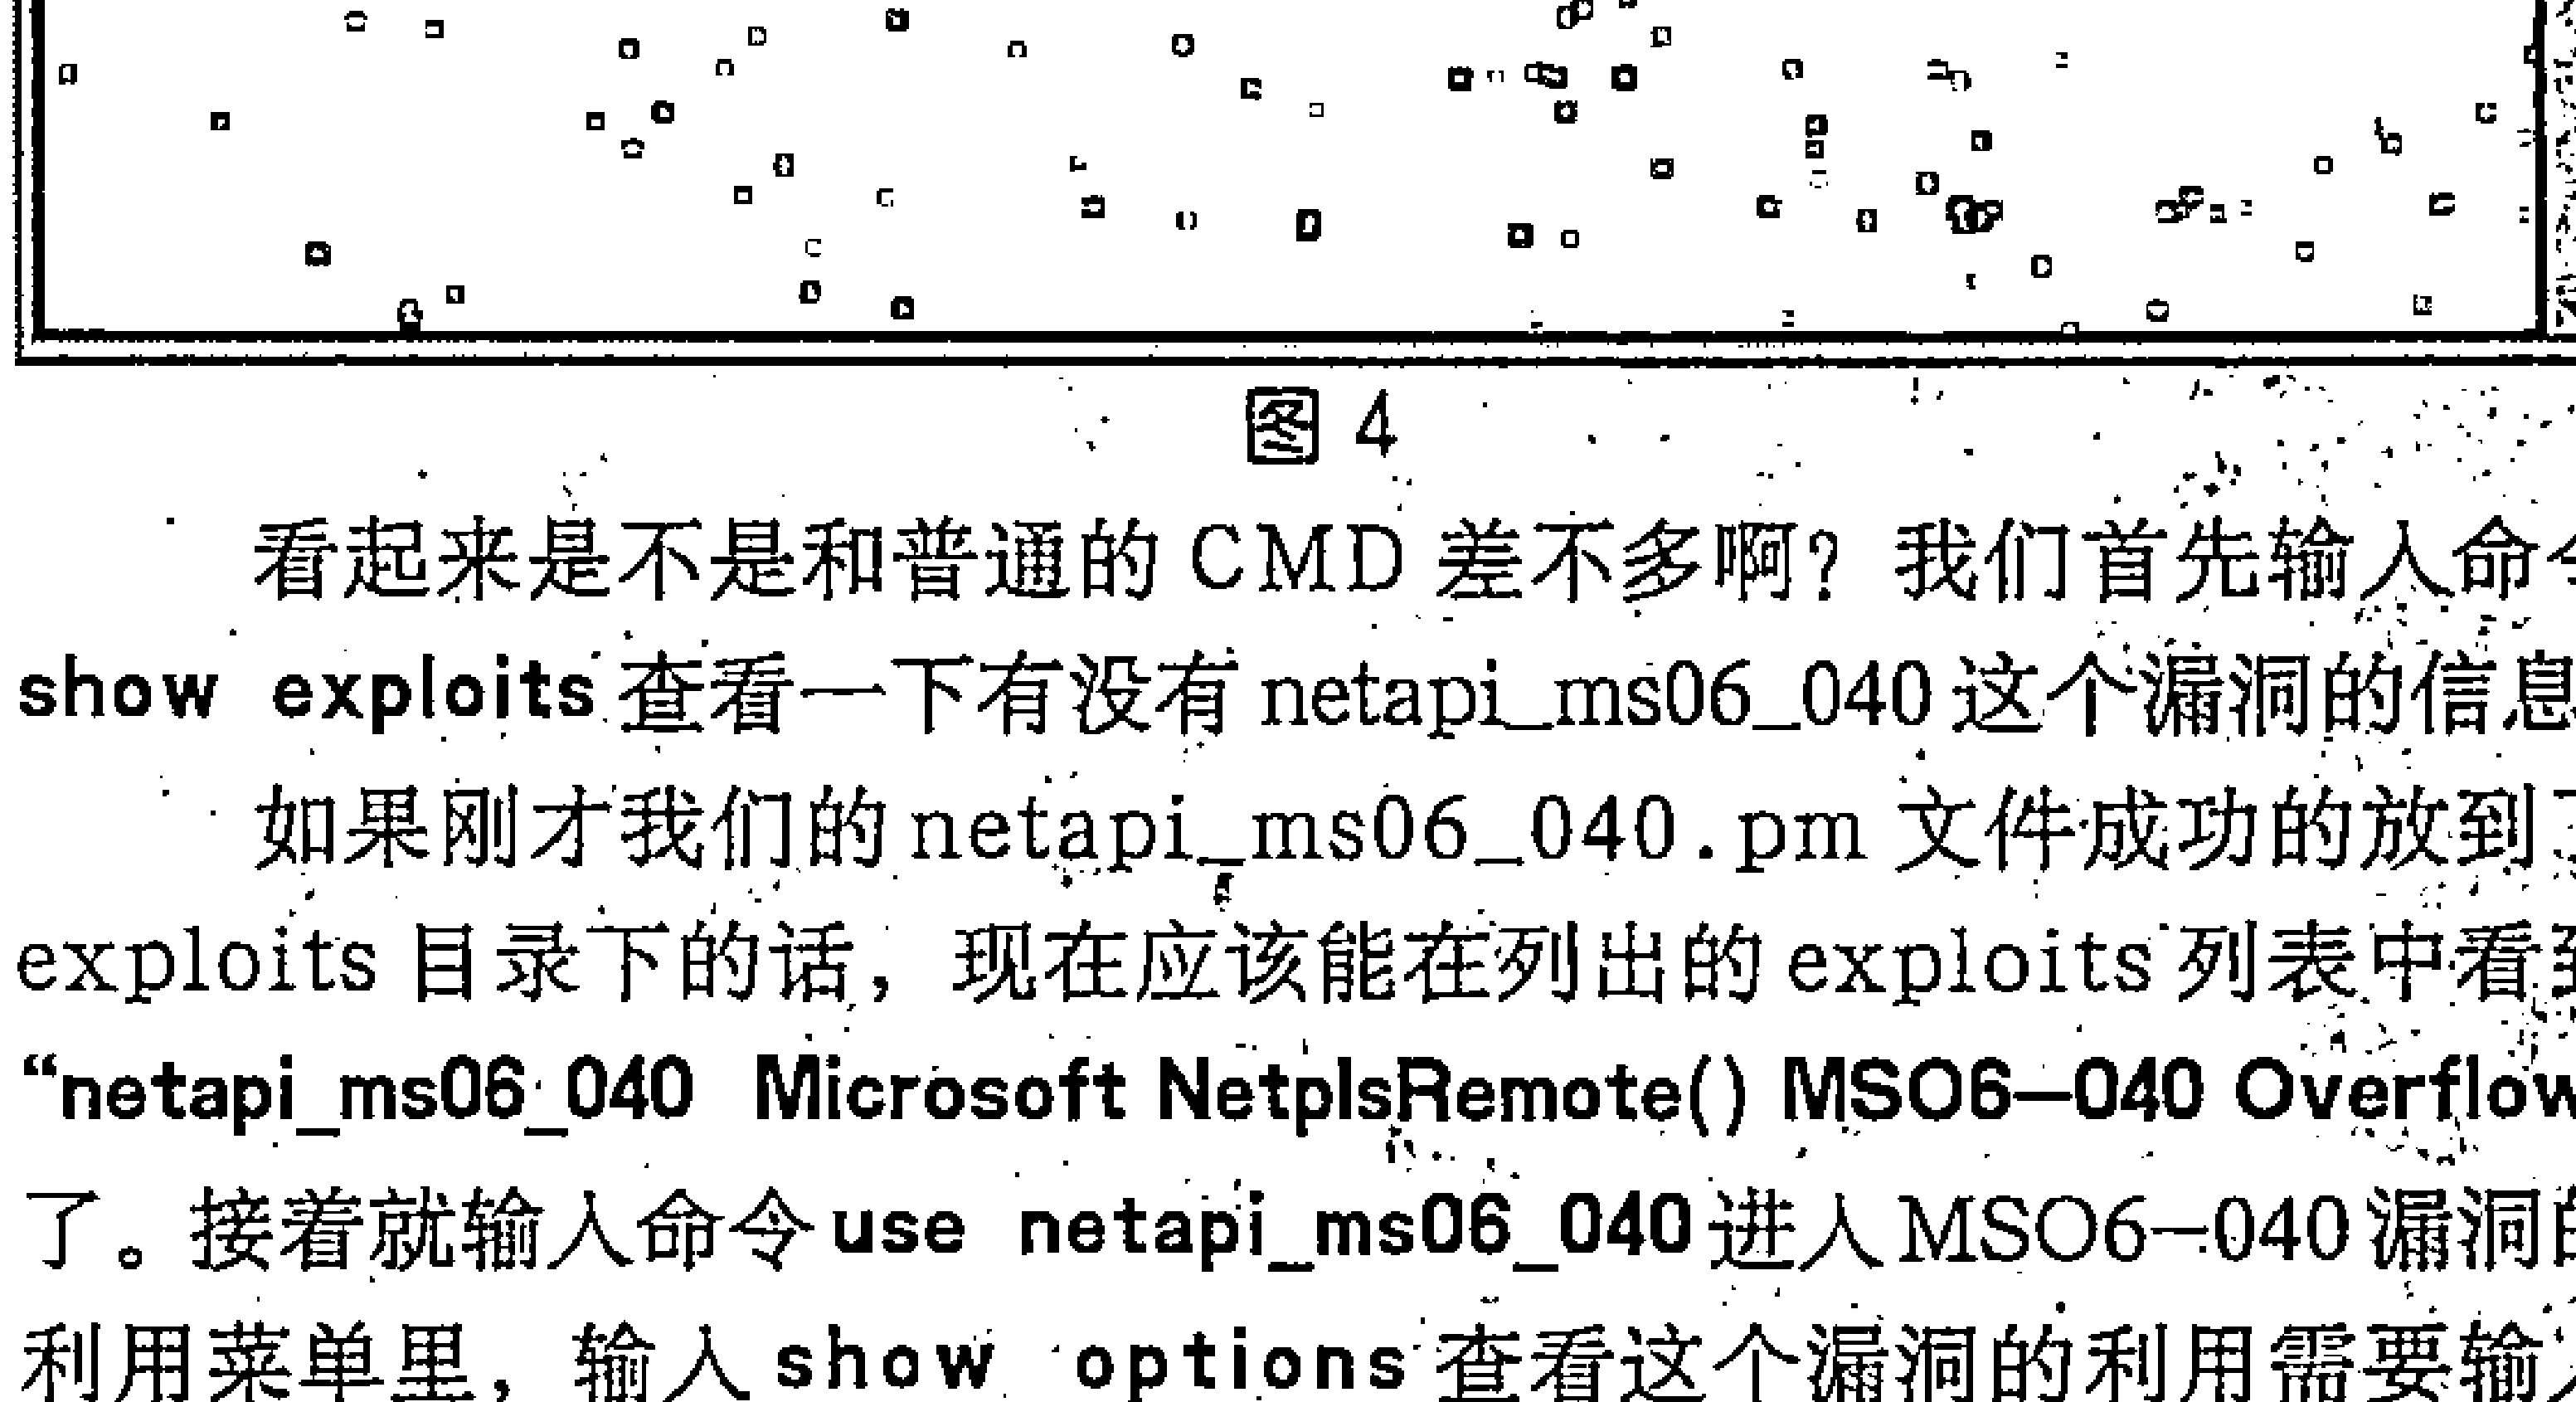 图 4
看起来是不是和普通的 CMD 差不多啊？我们首先输入命令
show exploits 查看一下有没有 netapi_ms06_040 这个漏洞的信息
如果刚才我们的 netapi_ms06_040.pm 文件成功的放到
exploits 目录下的话，现在应该能在列出的 exploits 列表中看到
“netapi_ms06_040 Microsoft NetpIsRemote() MSO6-040 Overflow
了。接着就输入命令 use netapi_ms06_040 进入 MSO6-040 漏洞的
利用菜单里，输入 show options 查看这个漏洞的利用需要输